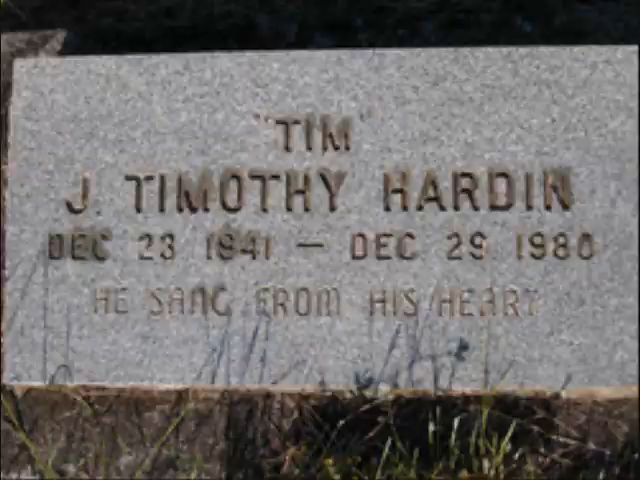 "TIM"
J. TIMOTHY HARDIN
DEC 23 1941 — DEC 29 1980
HE SANG FROM HIS HEART